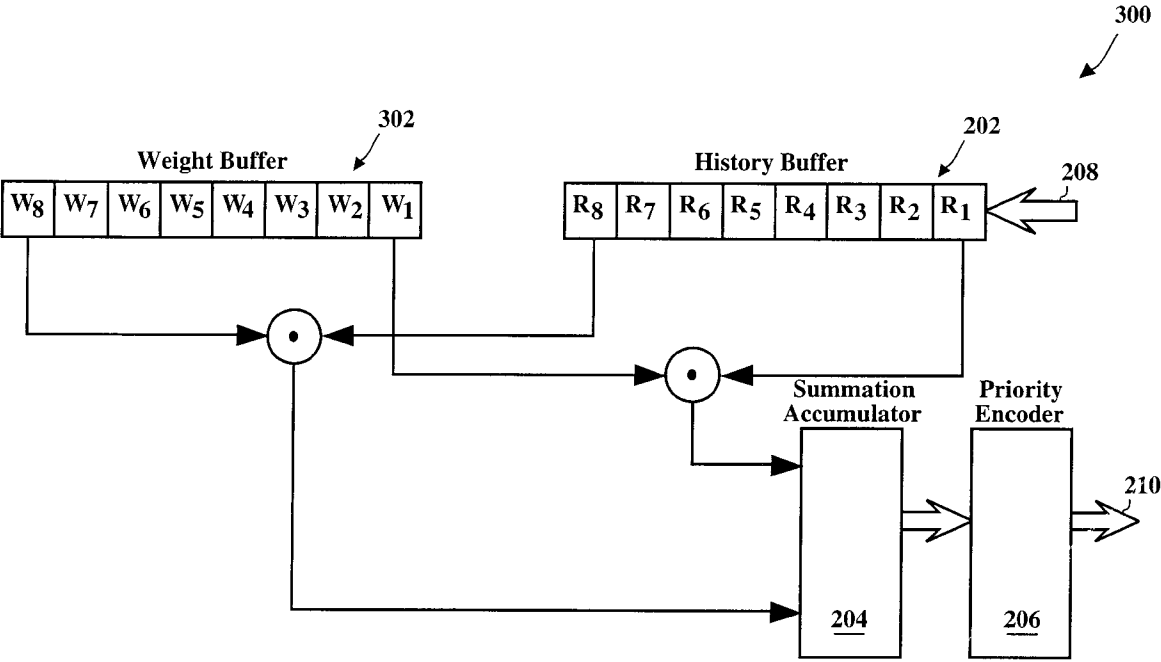 300
302
202
Weight Buffer
History Buffer
208
W8 W7 W6 W5 W4 W3 W2 W1
R8 R7 R6 R5 R4 R3 R2 R1
Summation
Accumulator
Priority
Encoder
210
204
206